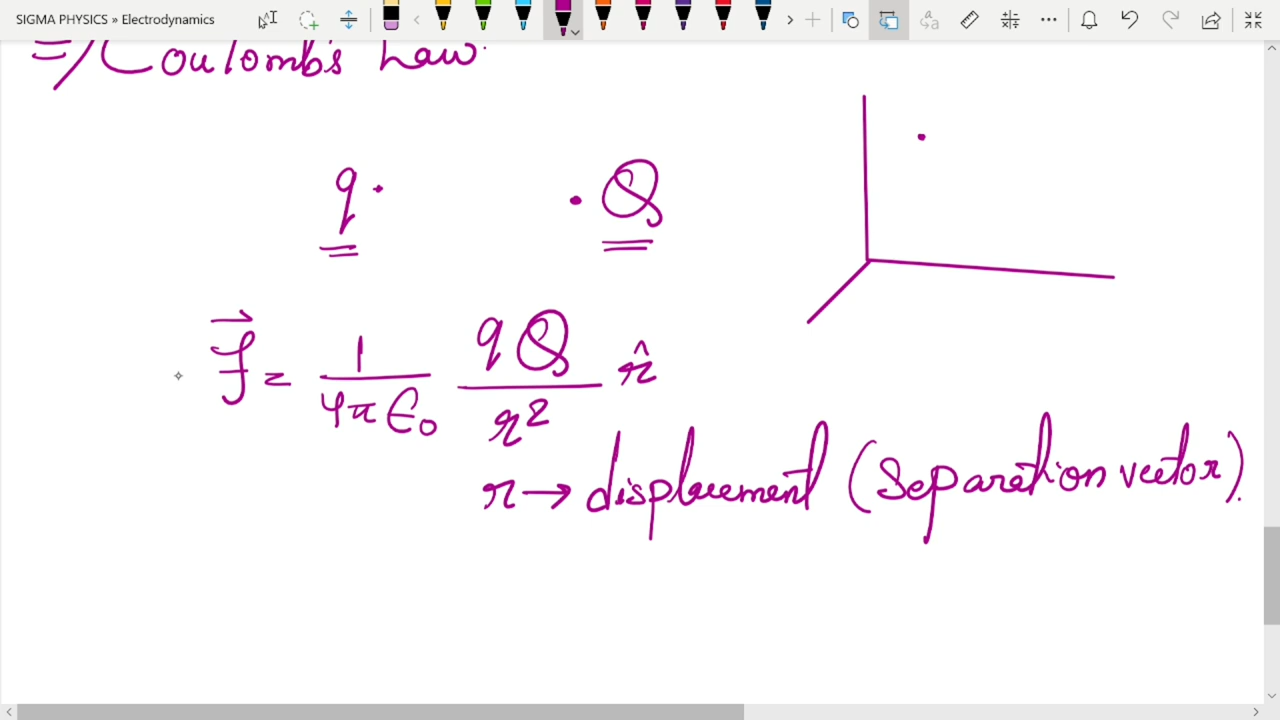 SIGMA PHYSICS » Electrodynamics
=) Coulomb's Law.
q . . Q
f⃗ = 1/4πε₀ qQ/r² r̂
r → displacement (Separation vector).